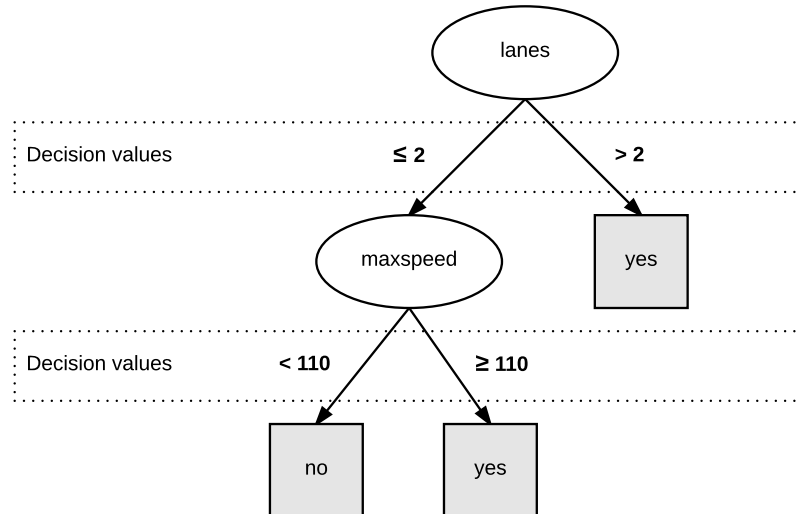 lanes
Decision values
≤ 2
> 2
maxspeed
yes
Decision values
< 110
≥ 110
no
yes